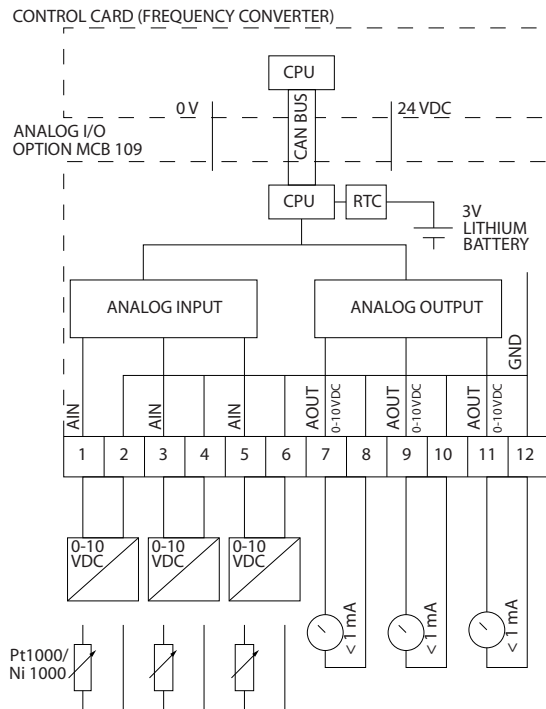 CONTROL CARD (FREQUENCY CONVERTER)
CPU
0 V
CAN BUS
24 VDC
ANALOG I/O
OPTION MCB 109
CPU
RTC
3V
LITHIUM
BATTERY
ANALOG INPUT
ANALOG OUTPUT
AIN
AIN
AIN
AOUT
0-10VDC
AOUT
0-10VDC
AOUT
0-10VDC
GND
1 2 3 4 5 6 7 8 9 10 11 12
0-10
VDC
0-10
VDC
0-10
VDC
< 1 mA
< 1 mA
< 1 mA
Pt1000/
Ni 1000